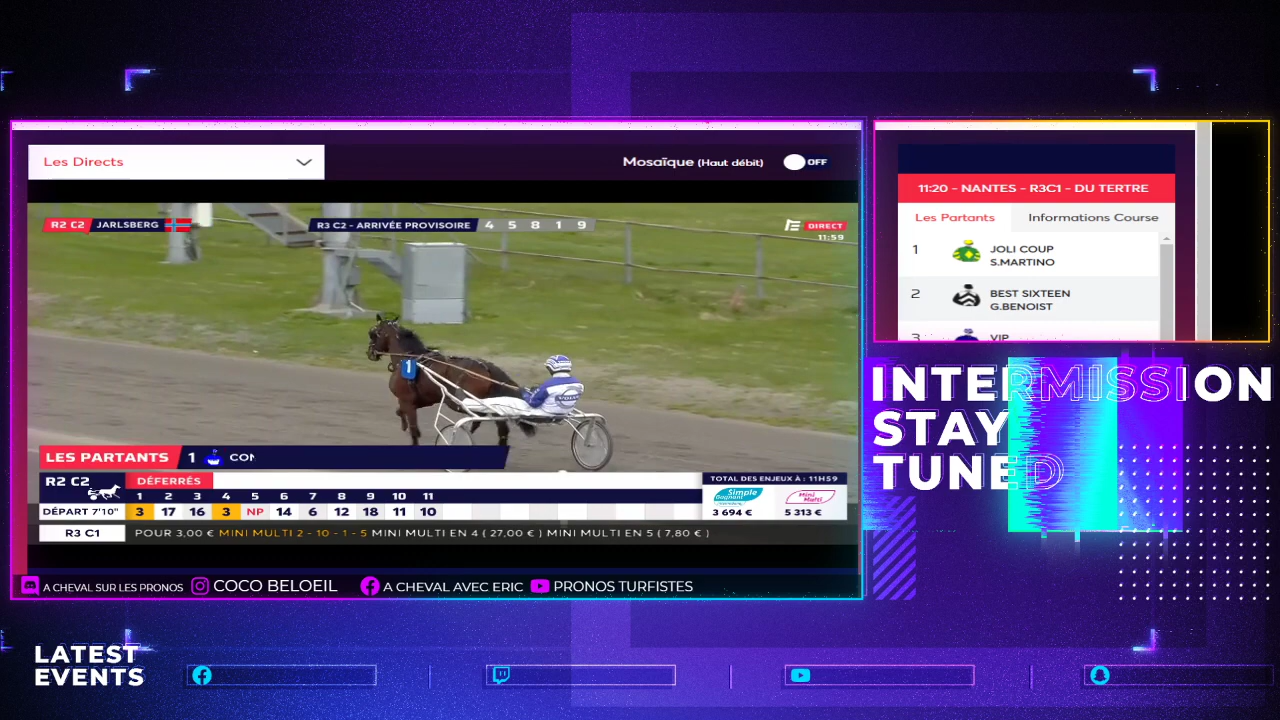 Les Directs
Mosaïque (Haut débit) OFF
R2 C2 JARLSBERG
R3 C2 - ARRIVÉE PROVISOIRE 4 5 8 1 9
DIRECT
11:59
1
LES PARTANTS 1
R2 C2 DÉFERRÉS
TOTAL DES ENJEUX À : 11H59
1 2 3 4 5 6 7 8 9 10 11
Simple Gagnant
Mini Multi
DÉPART 7'10" 3 17 16 3 NP 14 6 12 18 11 10
3 694 € 5 313 €
R3 C1 POUR 3,00 € MINI MULTI 2 - 10 - 1 - 5 MINI MULTI EN 4 ( 27,00 € ) MINI MULTI EN 5 ( 7,80 € )
A CHEVAL SUR LES PRONOS COCO BELOEIL A CHEVAL AVEC ERIC PRONOS TURFISTES
11:20 - NANTES - R3C1 - DU TERTRE
Les Partants Informations Course
1 JOLI COUP
S.MARTINO
2 BEST SIXTEEN
G.BENOIST
3 VIP
INTERMISSION
STAY
TUNED
LATEST
EVENTS